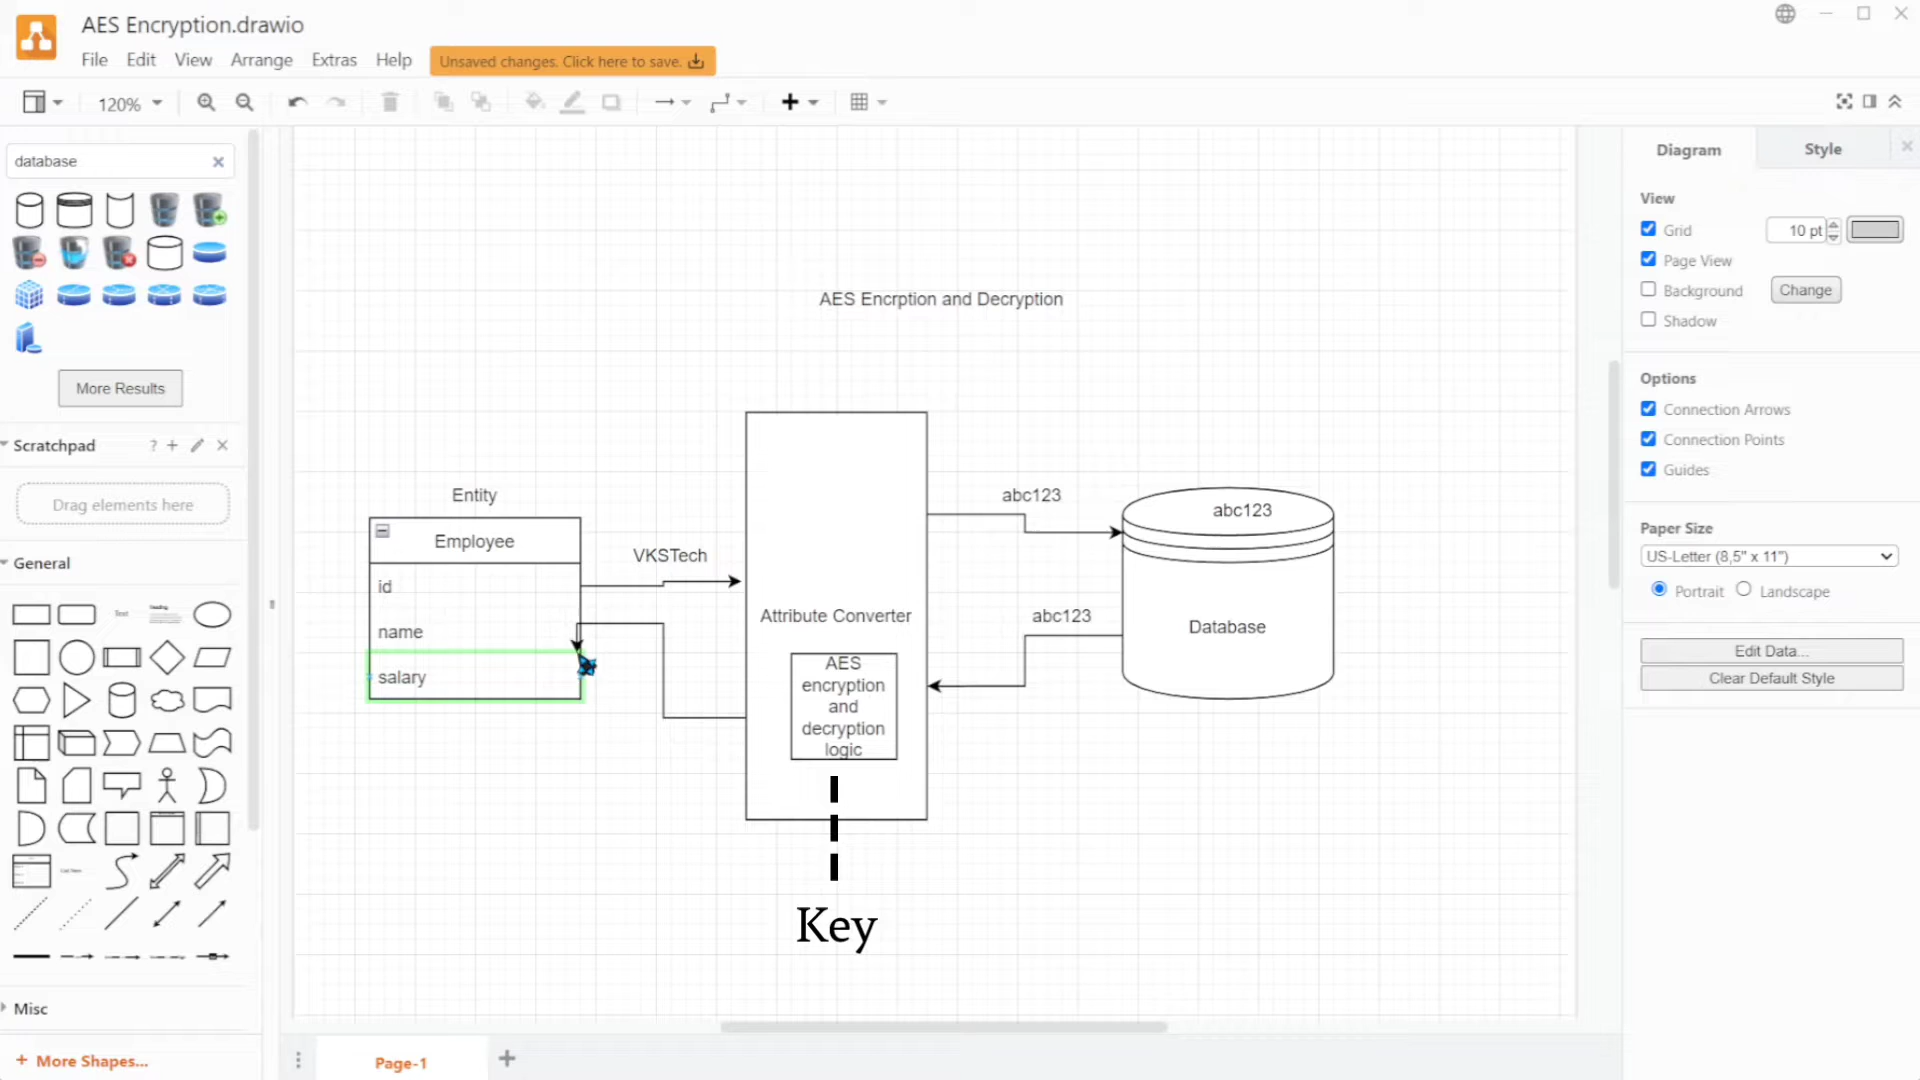 AES Encryption.drawio
File Edit View Arrange Extras Help
Unsaved changes. Click here to save.
120%
database
More Results
Scratchpad ? +
Drag elements here
General
Text
Heading
Misc
+ More Shapes...
AES Encrption and Decryption
Entity
Employee
id
name
salary
VKSTech
Attribute Converter
AES
encryption
and
decryption
logic
Key
abc123
abc123
abc123
Database
Page-1
Diagram Style
View
Grid 10 pt
Page View
Background Change
Shadow
Options
Connection Arrows
Connection Points
Guides
Paper Size
US-Letter (8,5" x 11")
Portrait Landscape
Edit Data...
Clear Default Style